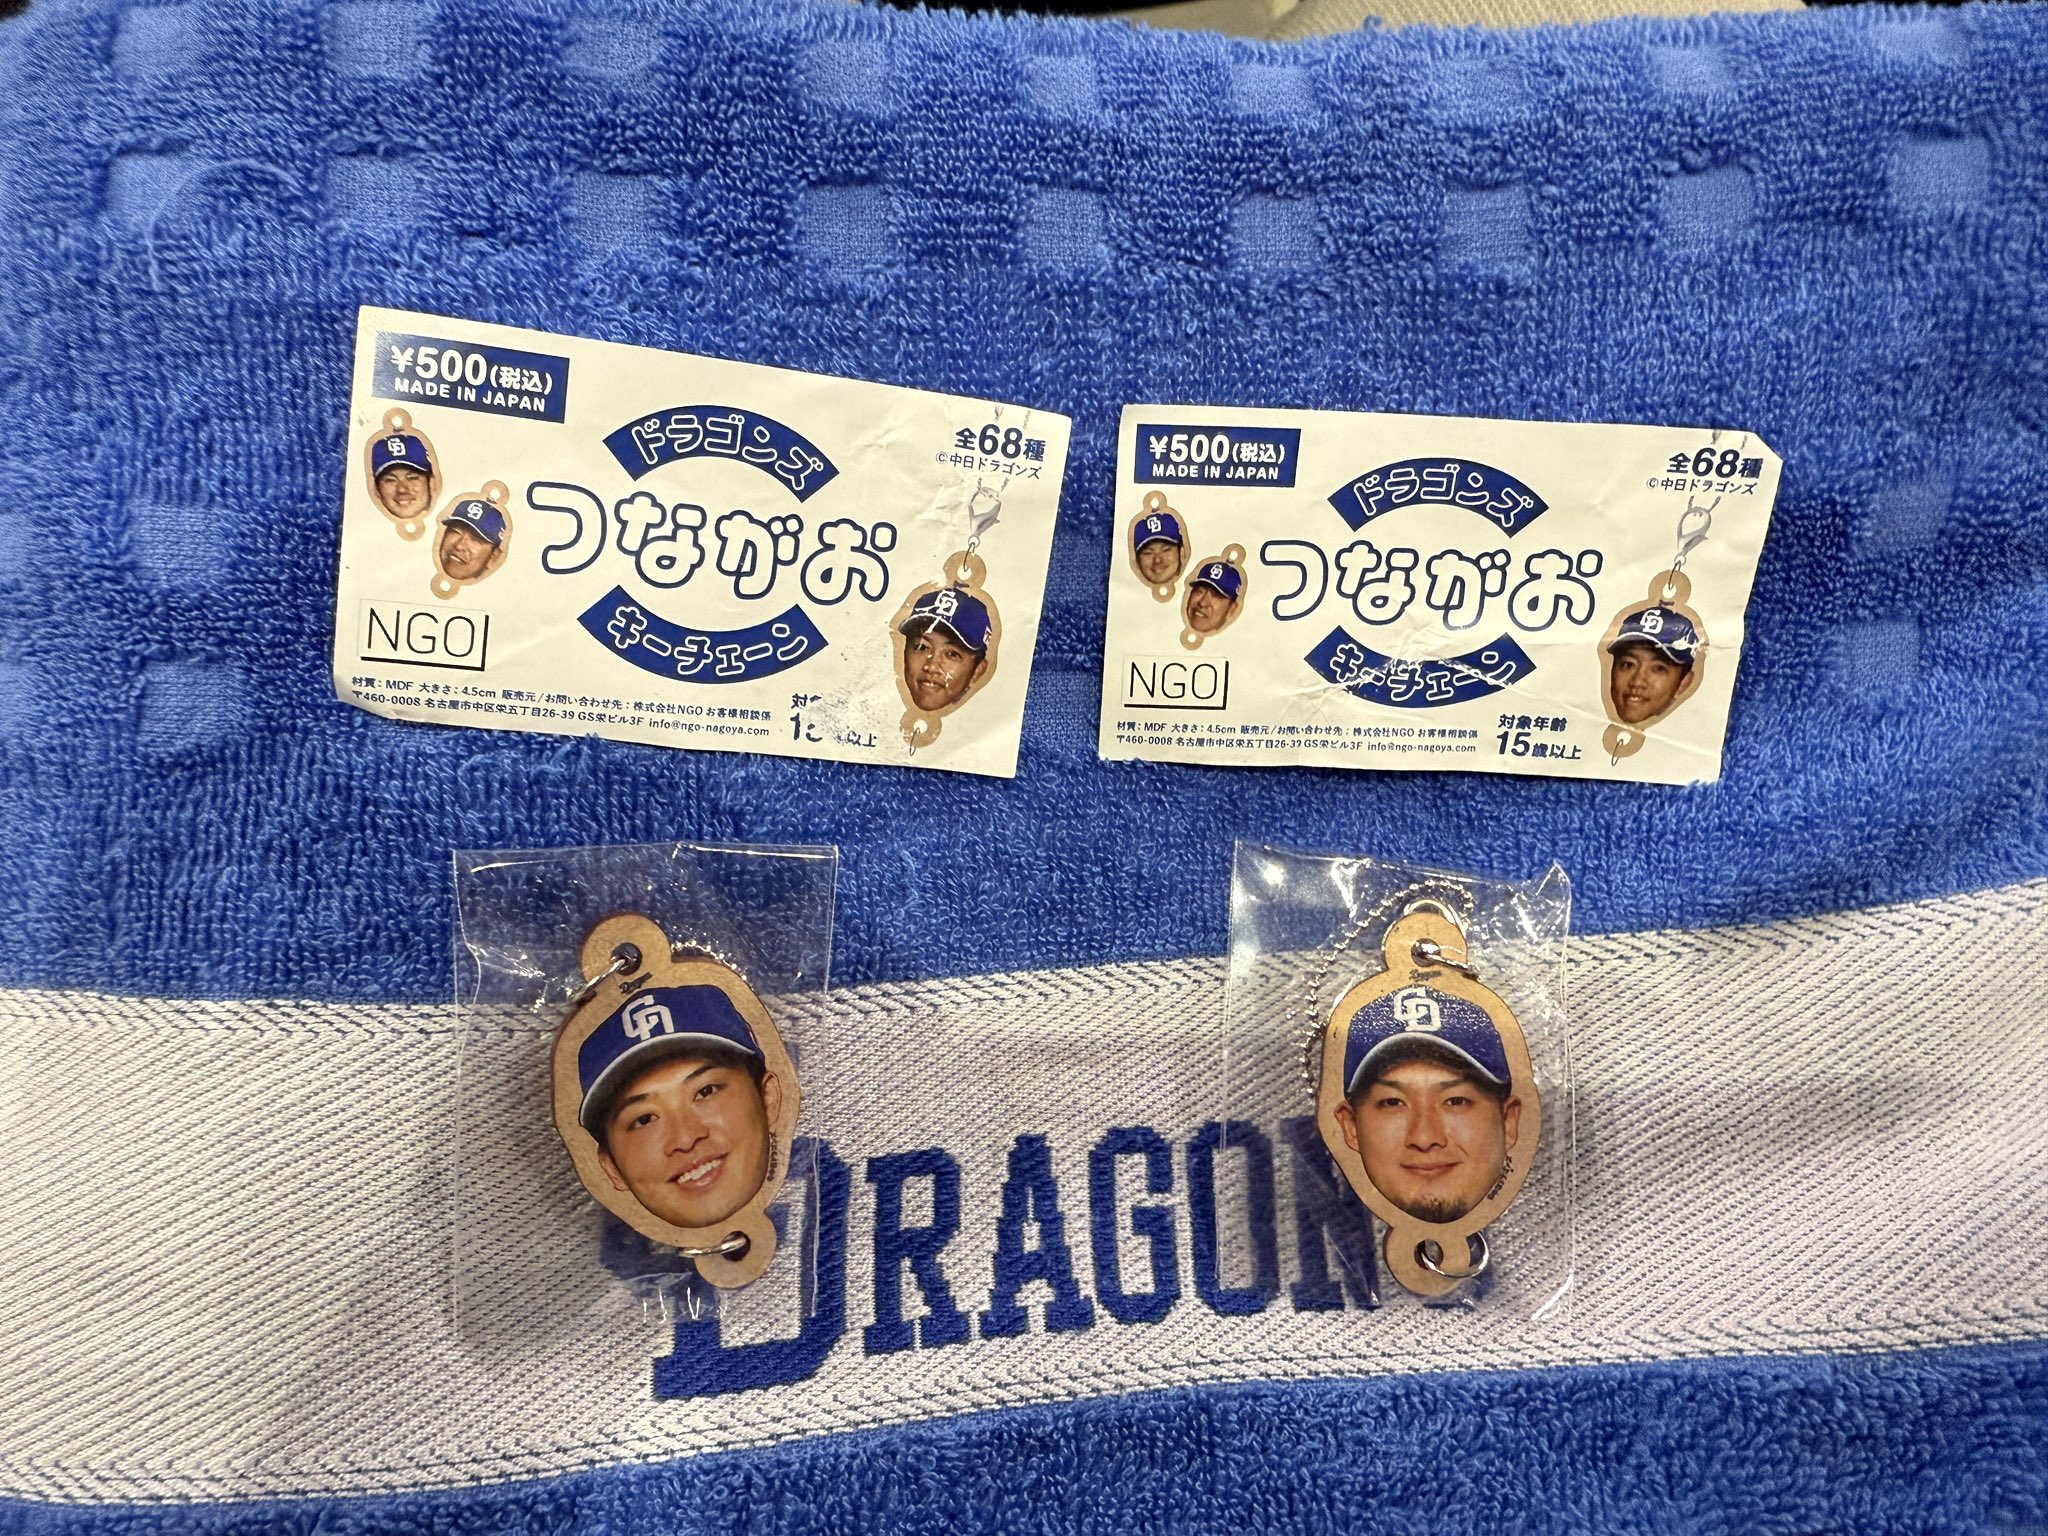 ¥500(税込)
MADE IN JAPAN
ドラゴンズ
つながお
キーチェーン
全68種
©中日ドラゴンズ
NGO
材質：MDF 大きさ：4.5cm 販売元/お問い合わせ先：株式会社NGO お客様相談係
〒460-0008 名古屋市中区栄五丁目26-39 GS栄ビル3F info@ngo-nagoya.com
以上
¥500(税込)
MADE IN JAPAN
ドラゴンズ
つながお
キーチェーン
全68種
©中日ドラゴンズ
NGO
材質：MDF 大きさ：4.5cm 販売元/お問い合わせ先：株式会社NGO お客様相談係
〒460-0008 名古屋市中区栄五丁目26-39 GS栄ビル3F info@ngo-nagoya.com
対象年齢
15歳以上
CD
CD
DRAGON